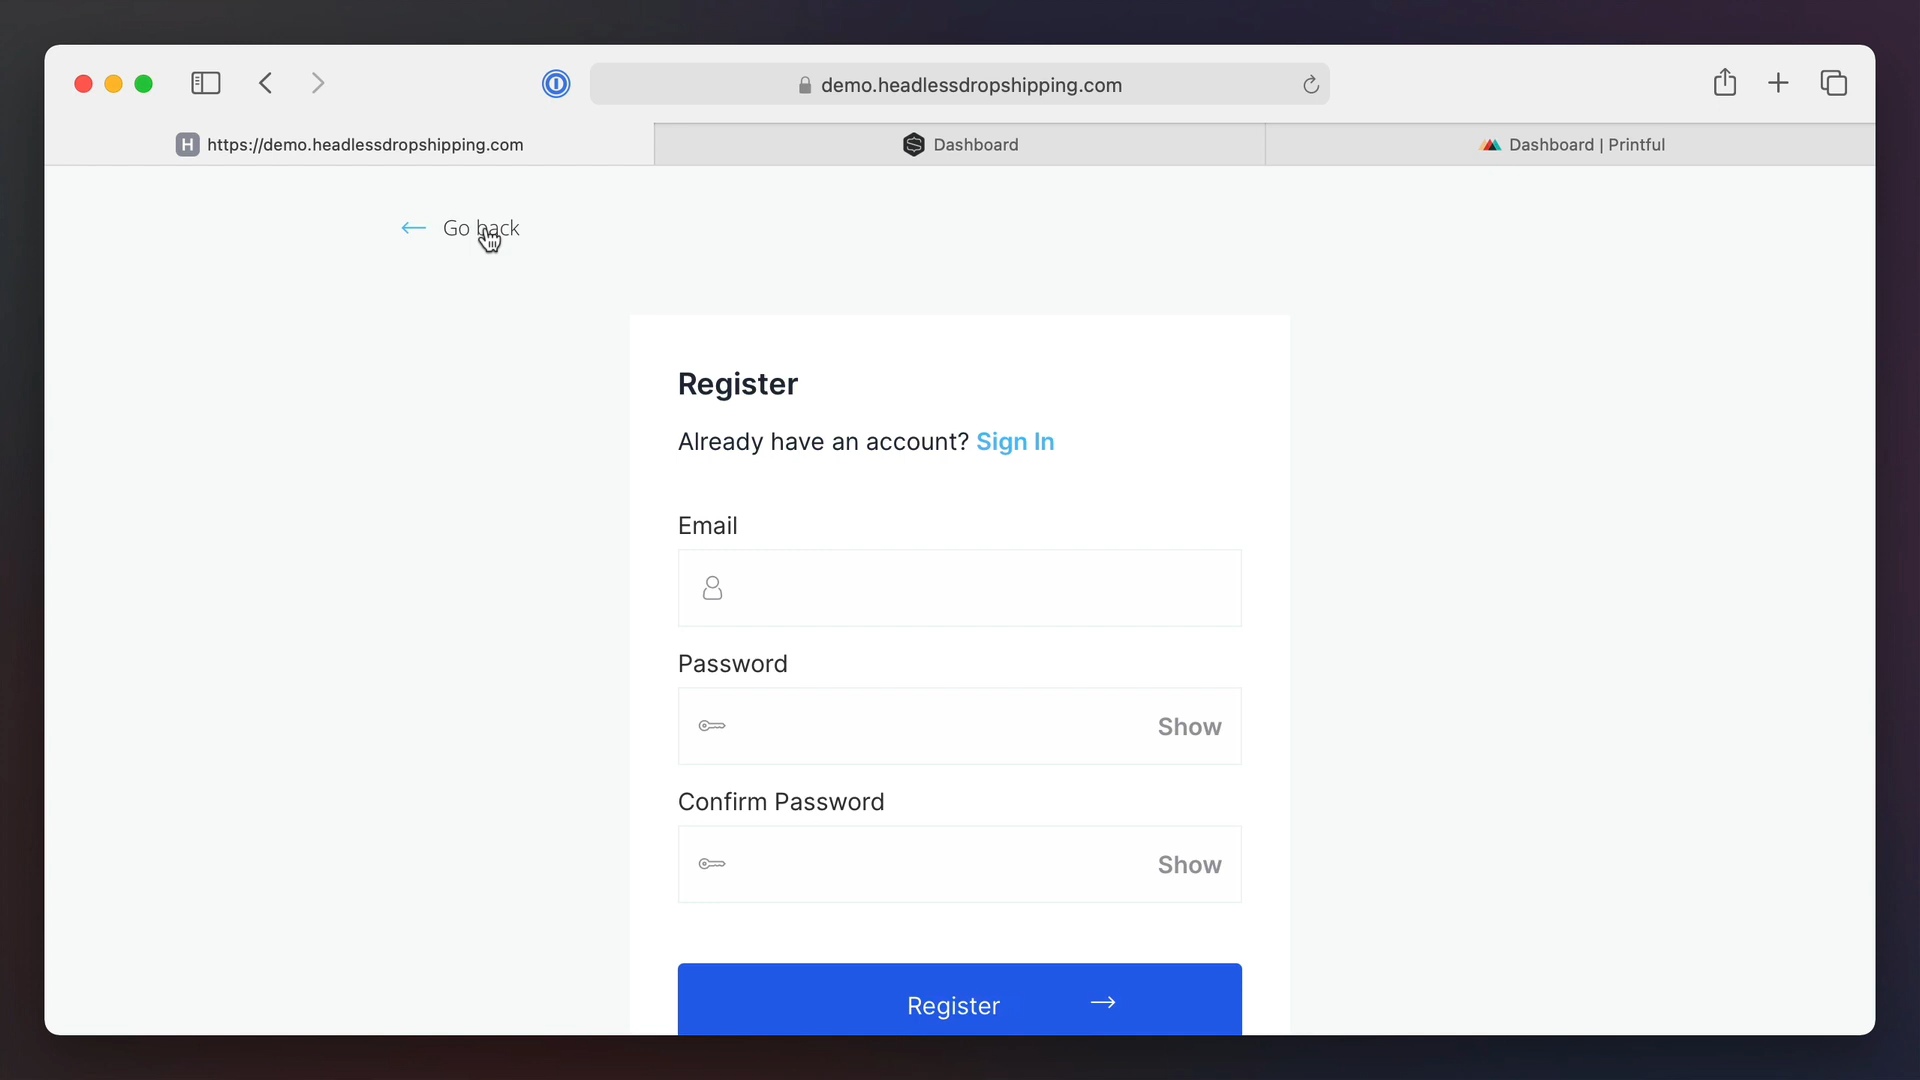 demo.headlessdropshipping.com
H https://demo.headlessdropshipping.com
Dashboard
Dashboard | Printful
Go back
Register
Already have an account? Sign In
Email
Password
Show
Confirm Password
Show
Register